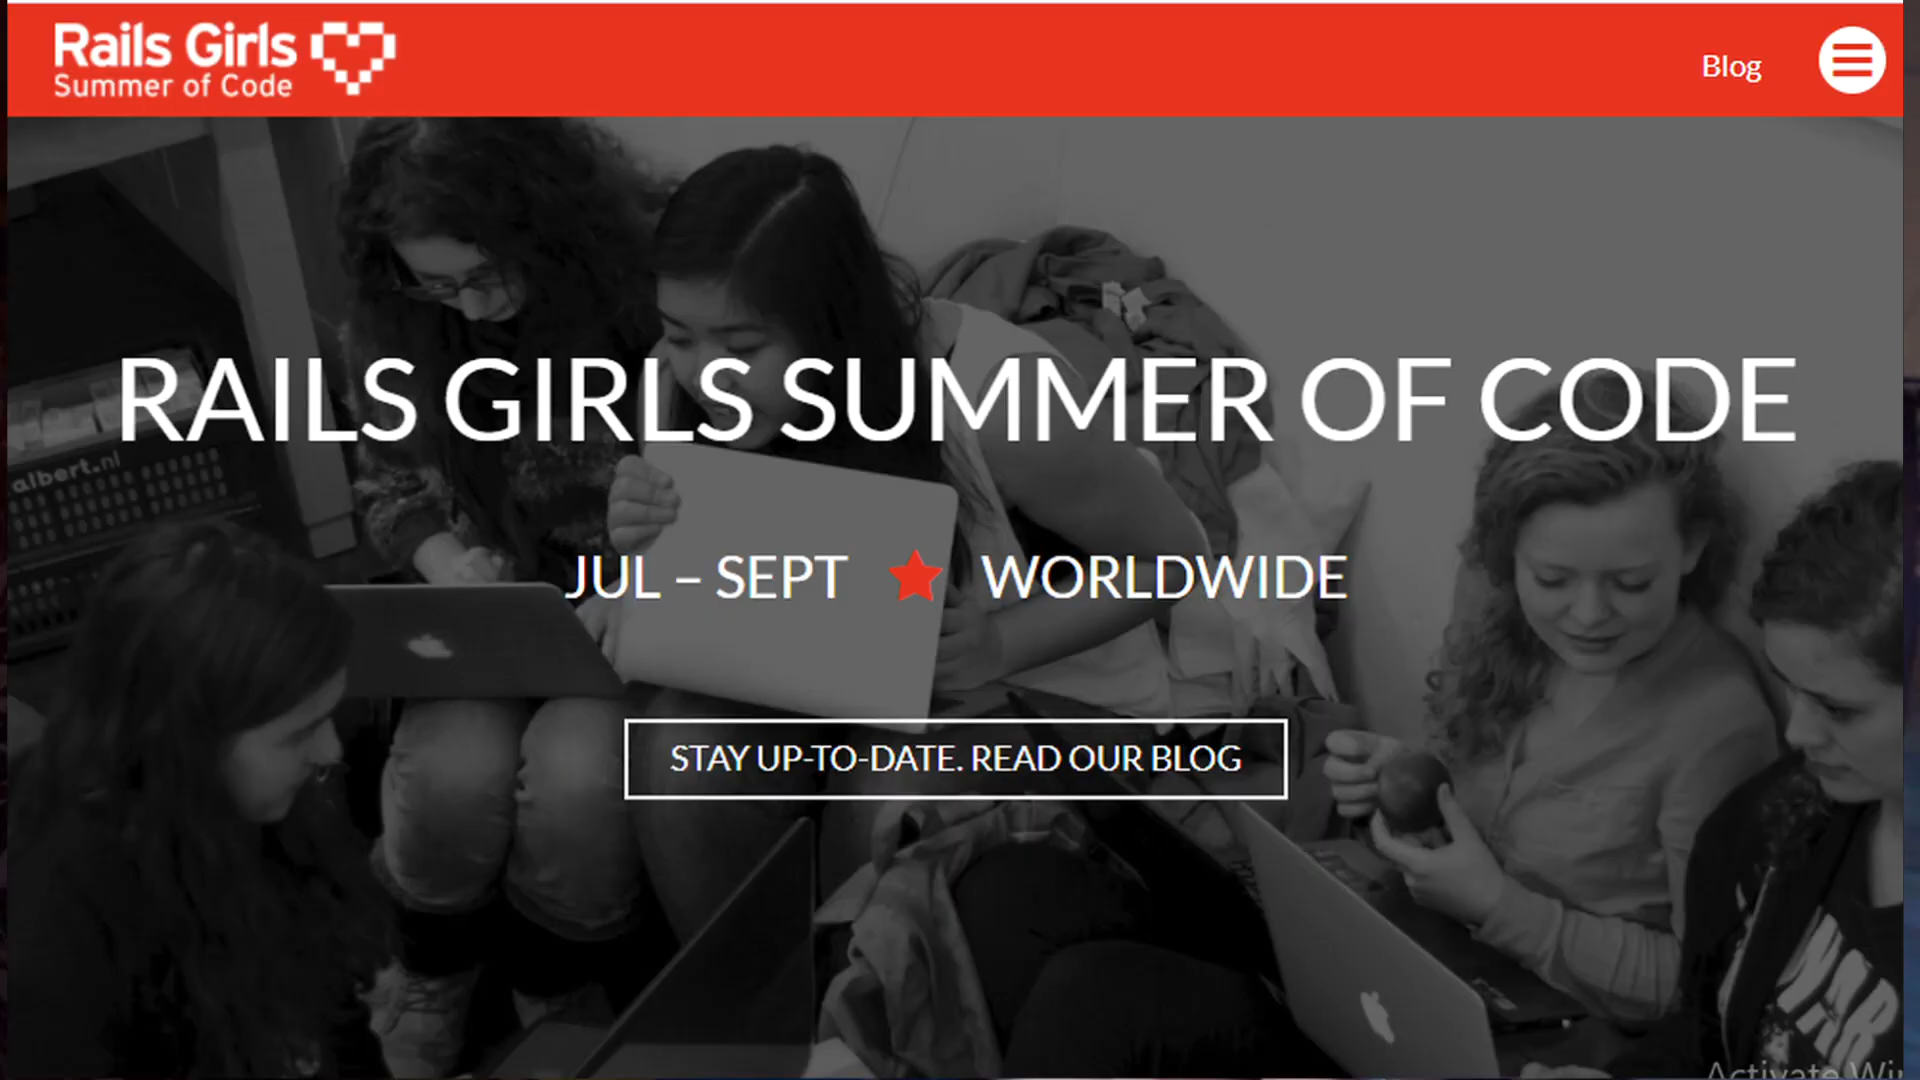 Rails Girls
Summer of Code
Blog
RAILS GIRLS SUMMER OF CODE
albert.nl
JUL – SEPT ★ WORLDWIDE
STAY UP-TO-DATE. READ OUR BLOG